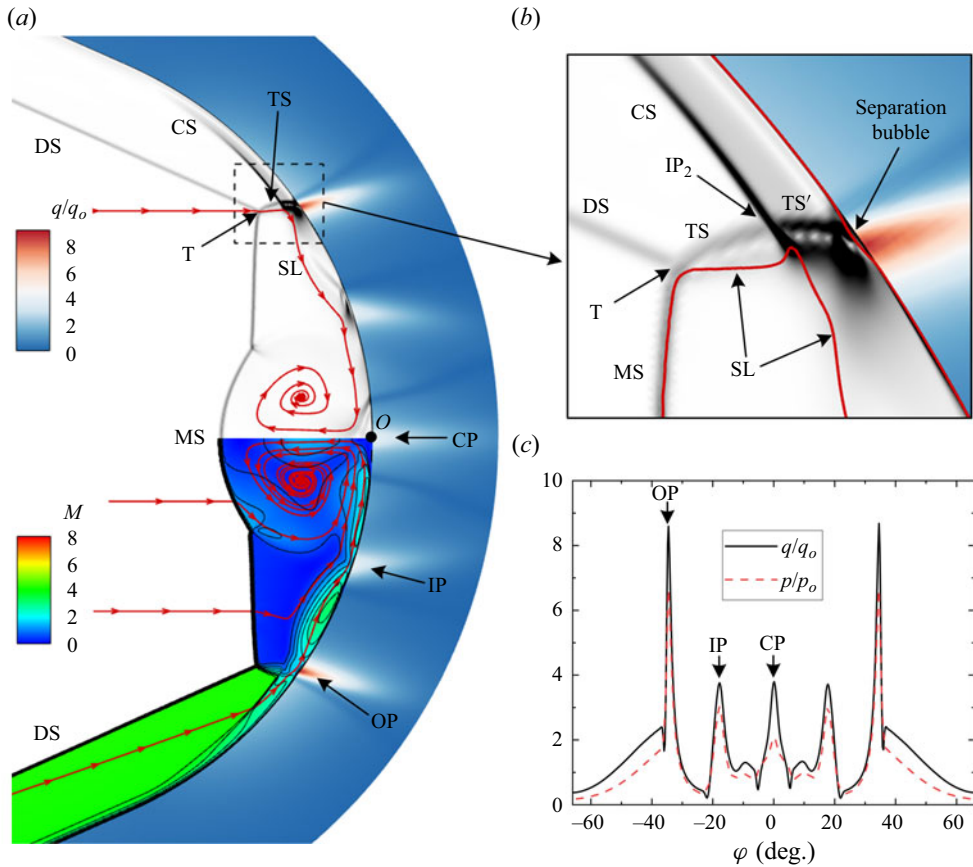 (a)
(b)
TS
CS
DS
q/qₒ
8
6
4
2
0
T
SL
MS
O
CP
M
8
6
4
2
0
IP
OP
DS
CS
Separation
bubble
IP₂
TS′
DS
TS
T
SL
MS
(c)
10
8
6
4
2
0
OP
q/qₒ
p/pₒ
IP
CP
–60 –40 –20 0 20 40 60
φ (deg.)